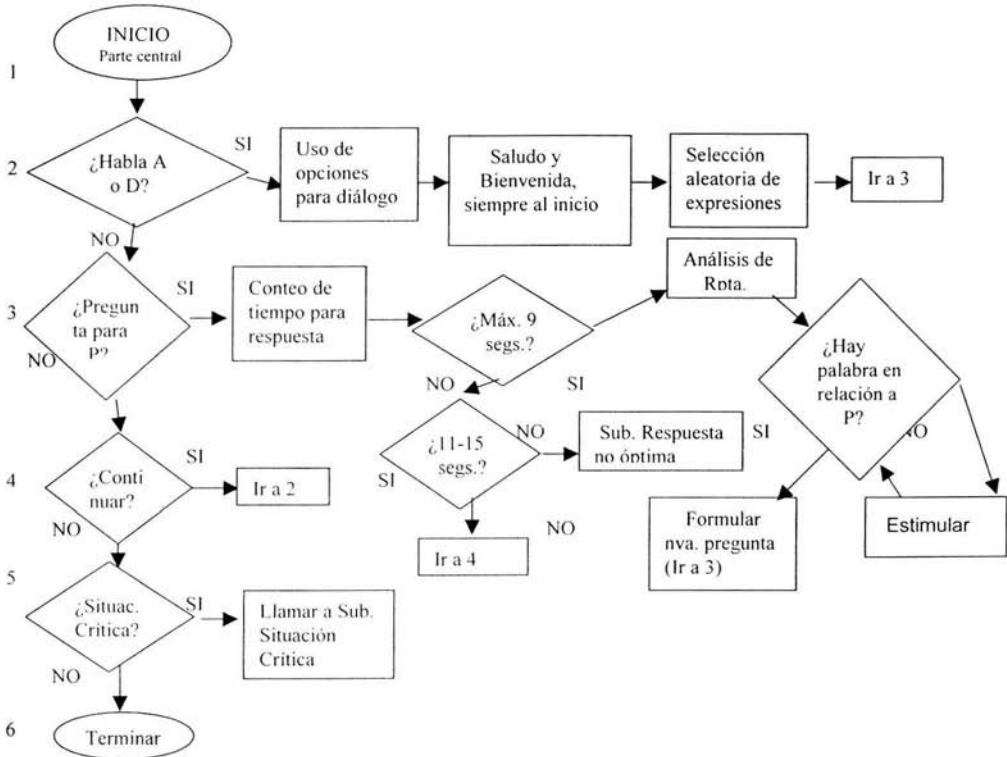 INICIO
Parte central
1
2
¿Habla A
o D?
SI
Uso de
opciones
para diálogo
Saludo y
Bienvenida,
siempre al inicio
Selección
aleatoria de
expresiones
Ir a 3
NO
3
¿Pregun
ta para
P?
SI
NO
Conteo de
tiempo para
respuesta
¿Máx. 9
segs.?
Análisis de
Rpta.
¿Hay
palabra en
relación a
P?
NO
SI
¿11-15
segs.?
NO
SI
Sub. Respuesta
no óptima
SI
NO
4
¿Conti
nuar?
SI
Ir a 2
NO
Ir a 4
NO
Formular
nva. pregunta
(Ir a 3)
Estimular
5
¿Situac.
Crítica?
SI
Llamar a Sub.
Situación
Crítica
NO
6
Terminar